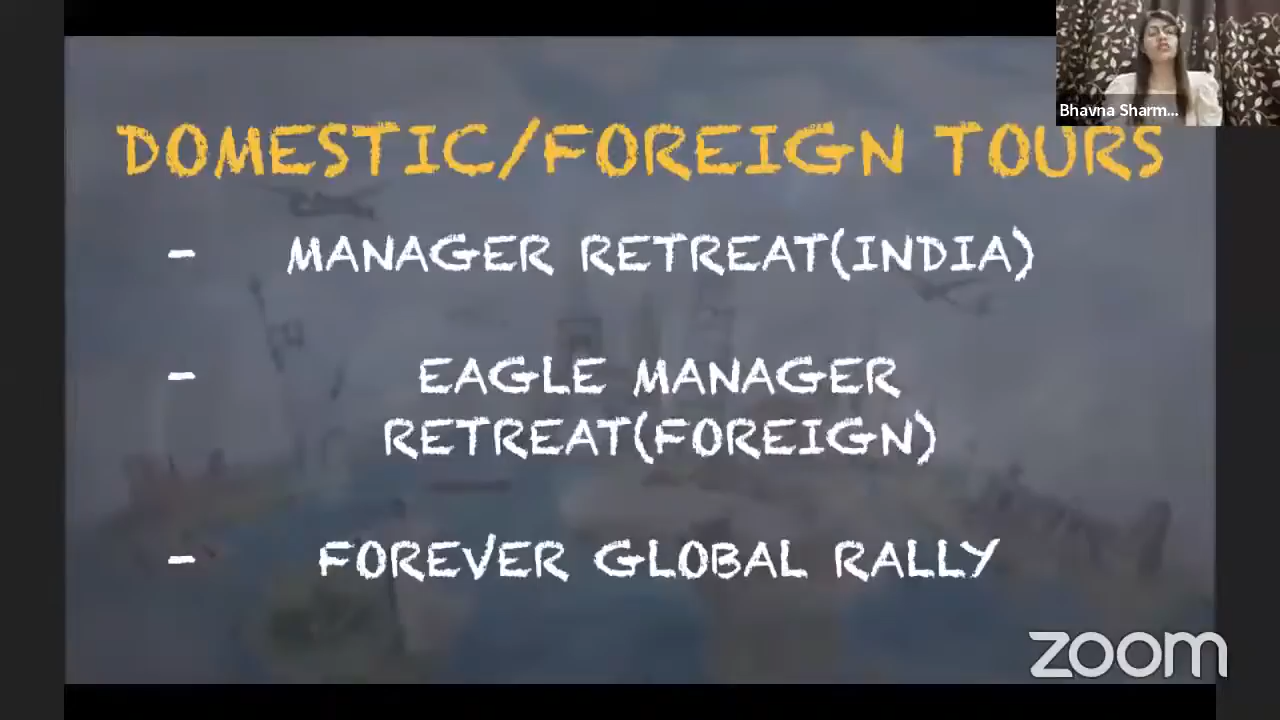 Bhavna Sharm...
DOMESTIC/FOREIGN TOURS
- MANAGER RETREAT(INDIA)
- EAGLE MANAGER
RETREAT(FOREIGN)
- FOREVER GLOBAL RALLY
zoom